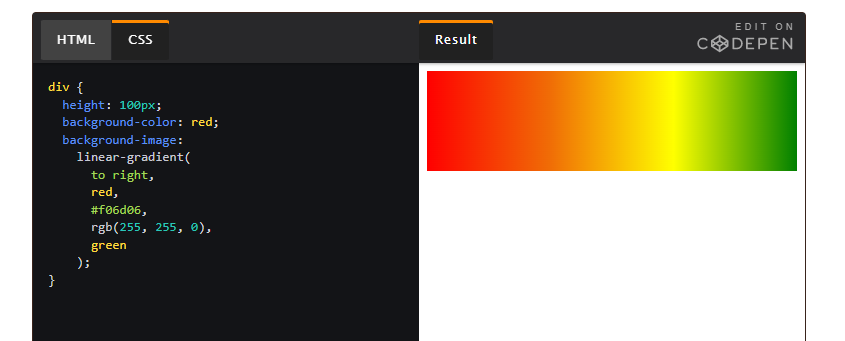 HTML CSS Result EDIT ON
CODEPEN
div {
  height: 100px;
  background-color: red;
  background-image:
    linear-gradient(
      to right,
      red,
      #f06d06,
      rgb(255, 255, 0),
      green
    );
}